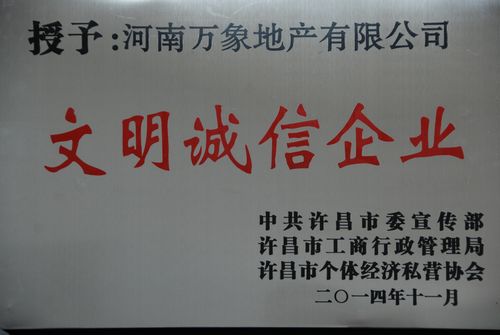 授予:河南万象地产有限公司
文明诚信企业
中共许昌市委宣传部
许昌市工商行政管理局
许昌市个体经济私营协会
二〇一四年十一月